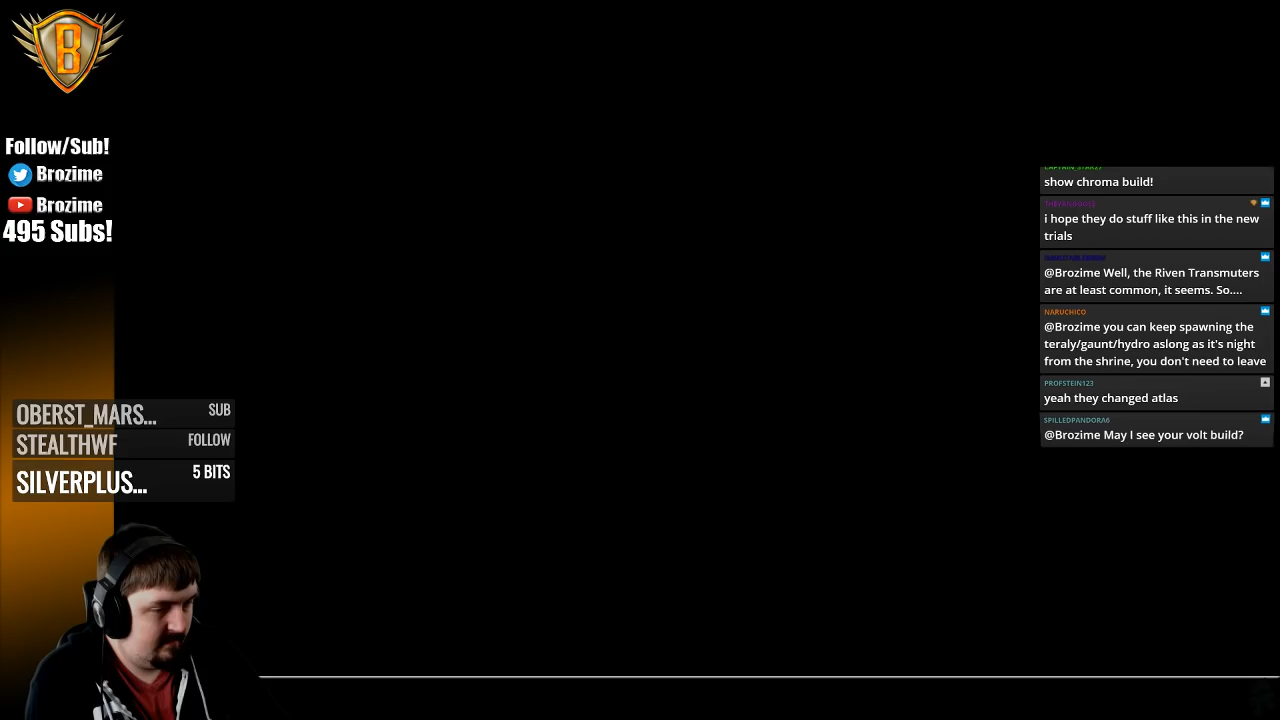 B
Follow/Sub!
Brozime
Brozime
495 Subs!
OBERST_MARS... SUB
STEALTHWF FOLLOW
SILVERPLUS... 5 BITS
show chroma build!
i hope they do stuff like this in the new
trials
@Brozime Well, the Riven Transmuters
are at least common, it seems. So....
NARUCHICO
@Brozime you can keep spawning the
teraly/gaunt/hydro aslong as it's night
from the shrine, you don't need to leave
PROFSTEIN123
yeah they changed atlas
SPILLEDPANDORA6
@Brozime May I see your volt build?